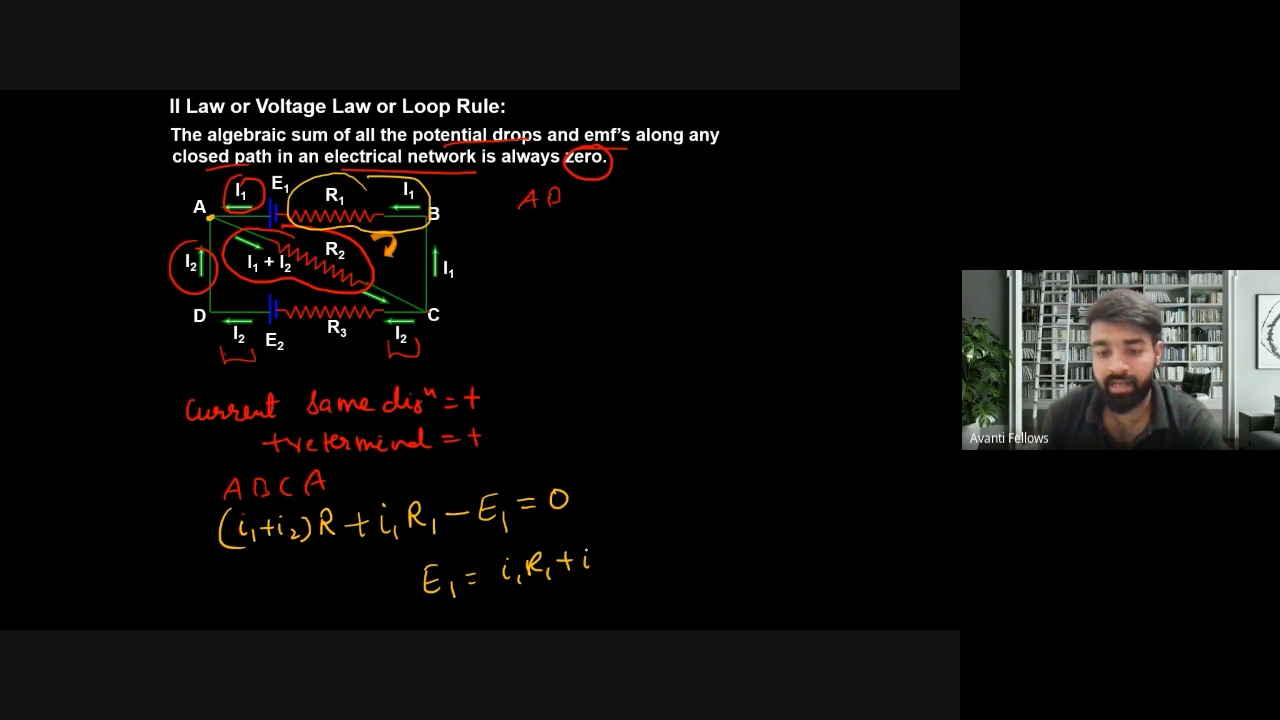 II Law or Voltage Law or Loop Rule:
The algebraic sum of all the potential drops and emf's along any
closed path in an electrical network is always zero.
I₁ E₁ R₁ I₁
A B
A B
I₂ I₁ + I₂ R₂ I₁
D C
I₂ E₂ R₃ I₂
Current same dirⁿ = +
+ve terminal = +
A B C A
(i₁+i₂)R + i₁R₁ − E₁ = 0
E₁ = i₁R₁ + i
Avanti Fellows